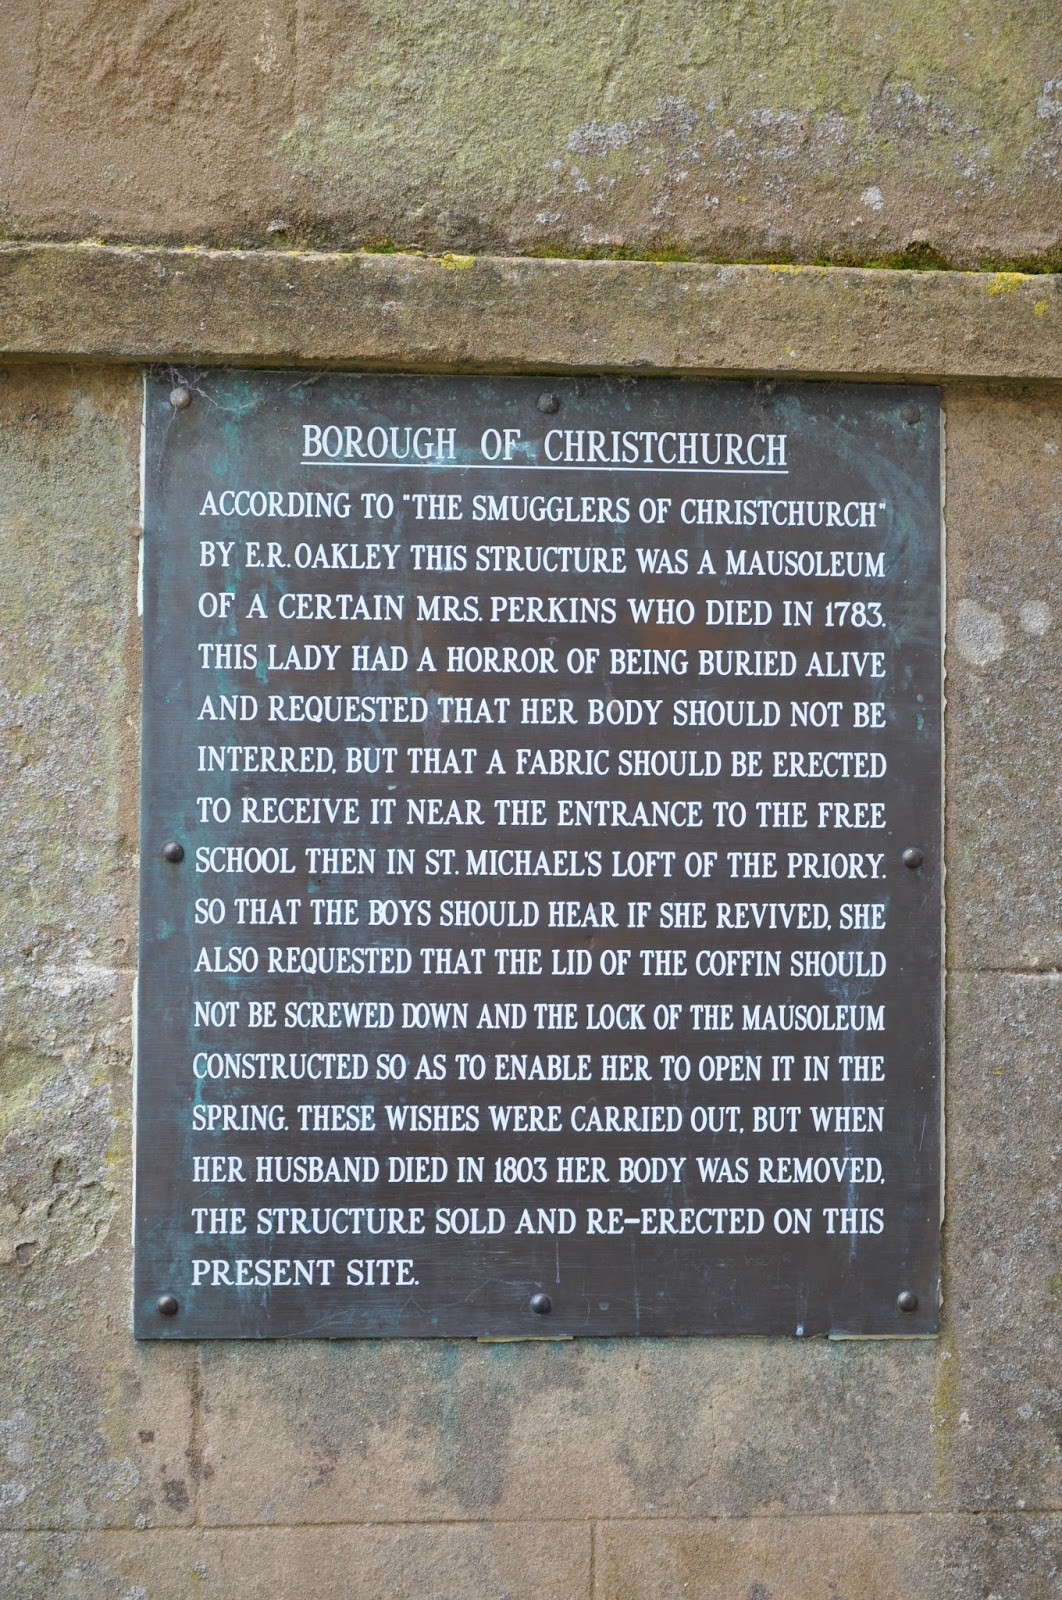 BOROUGH OF CHRISTCHURCH
ACCORDING TO "THE SMUGGLERS OF CHRISTCHURCH"
BY E.R. OAKLEY THIS STRUCTURE WAS A MAUSOLEUM
OF A CERTAIN MRS. PERKINS WHO DIED IN 1783.
THIS LADY HAD A HORROR OF BEING BURIED ALIVE
AND REQUESTED THAT HER BODY SHOULD NOT BE
INTERRED, BUT THAT A FABRIC SHOULD BE ERECTED
TO RECEIVE IT NEAR THE ENTRANCE TO THE FREE
SCHOOL THEN IN ST. MICHAEL'S LOFT OF THE PRIORY.
SO THAT THE BOYS SHOULD HEAR IF SHE REVIVED, SHE
ALSO REQUESTED THAT THE LID OF THE COFFIN SHOULD
NOT BE SCREWED DOWN AND THE LOCK OF THE MAUSOLEUM
CONSTRUCTED SO AS TO ENABLE HER TO OPEN IT IN THE
SPRING. THESE WISHES WERE CARRIED OUT, BUT WHEN
HER HUSBAND DIED IN 1803 HER BODY WAS REMOVED,
THE STRUCTURE SOLD AND RE-ERECTED ON THIS
PRESENT SITE.